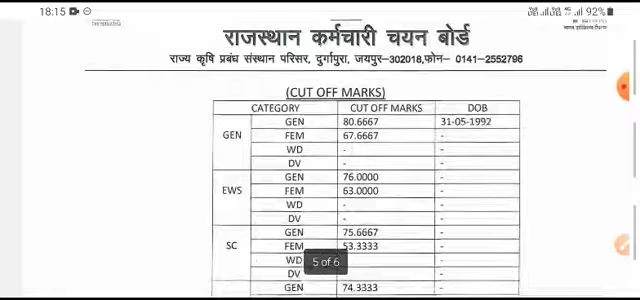 18:15 92%
राजस्थान कर्मचारी चयन बोर्ड
राज्य कृषि प्रबंध संस्थान परिसर, दुर्गापुरा, जयपुर–302018,फोन– 0141–2552796
(CUT OFF MARKS)
CATEGORY CUT OFF MARKS DOB
GEN GEN 80.6667 31-05-1992
FEM 67.6667 -
WD - -
DV - -
EWS GEN 76.0000 -
FEM 63.0000 -
WD - -
DV - -
SC GEN 75.6667 -
FEM 53.3333 -
WD -
DV -
5 of 6
GEN 74.3333 -